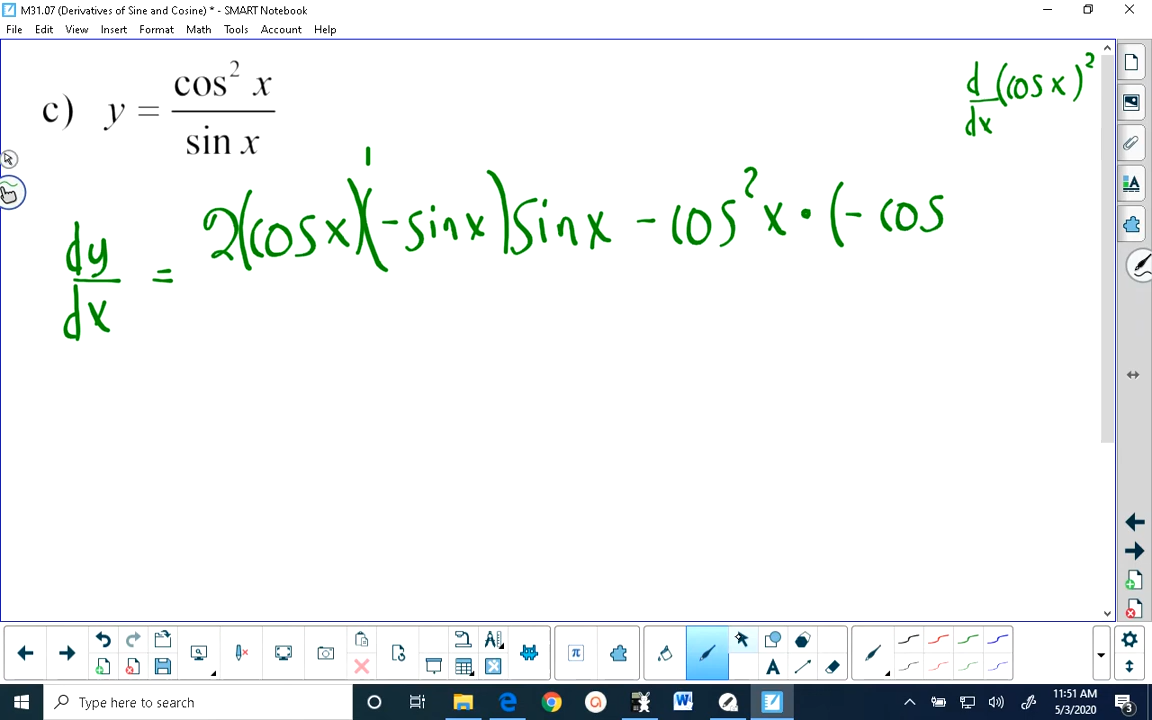 M31.07 (Derivatives of Sine and Cosine) * - SMART Notebook
File Edit View Insert Format Math Tools Account Help
c) y = cos² x / sin x
d/dx (cos x)²
dy/dx = 2(cos x)¹(-sin x) sin x - cos² x · (- cos
Type here to search
11:51 AM
5/3/2020
3